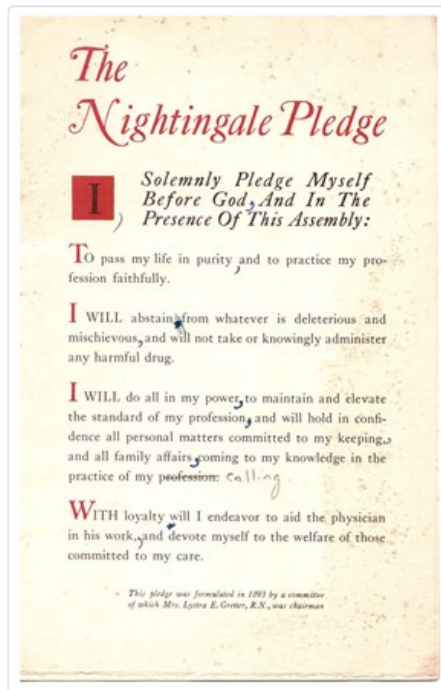 The
Nightingale Pledge
I Solemnly Pledge Myself
Before God, And In The
Presence Of This Assembly:
To pass my life in purity, and to practice my pro-
fession faithfully.
I WILL abstain from whatever is deleterious and
mischievous, and will not take or knowingly administer
any harmful drug.
I WILL do all in my power, to maintain and elevate
the standard of my profession, and will hold in confi-
dence all personal matters committed to my keeping,
and all family affairs, coming to my knowledge in the
practice of my profession. calling
WITH loyalty will I endeavor to aid the physician
in his work, and devote myself to the welfare of those
committed to my care.
This pledge was formulated in 1893 by a committee
of which Mrs. Lystra E. Gretter, R.N., was chairman